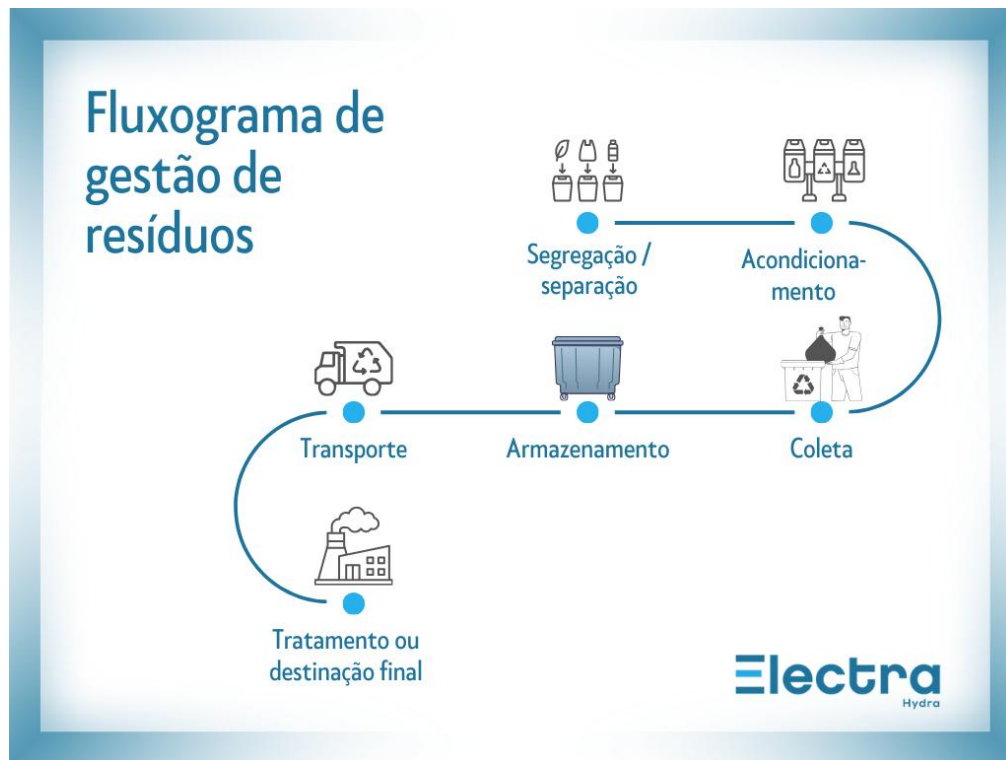 Fluxograma de
gestão de
resíduos
Segregação /
separação
Acondiciona-
mento
Coleta
Armazenamento
Transporte
Tratamento ou
destinação final
Electra
Hydra